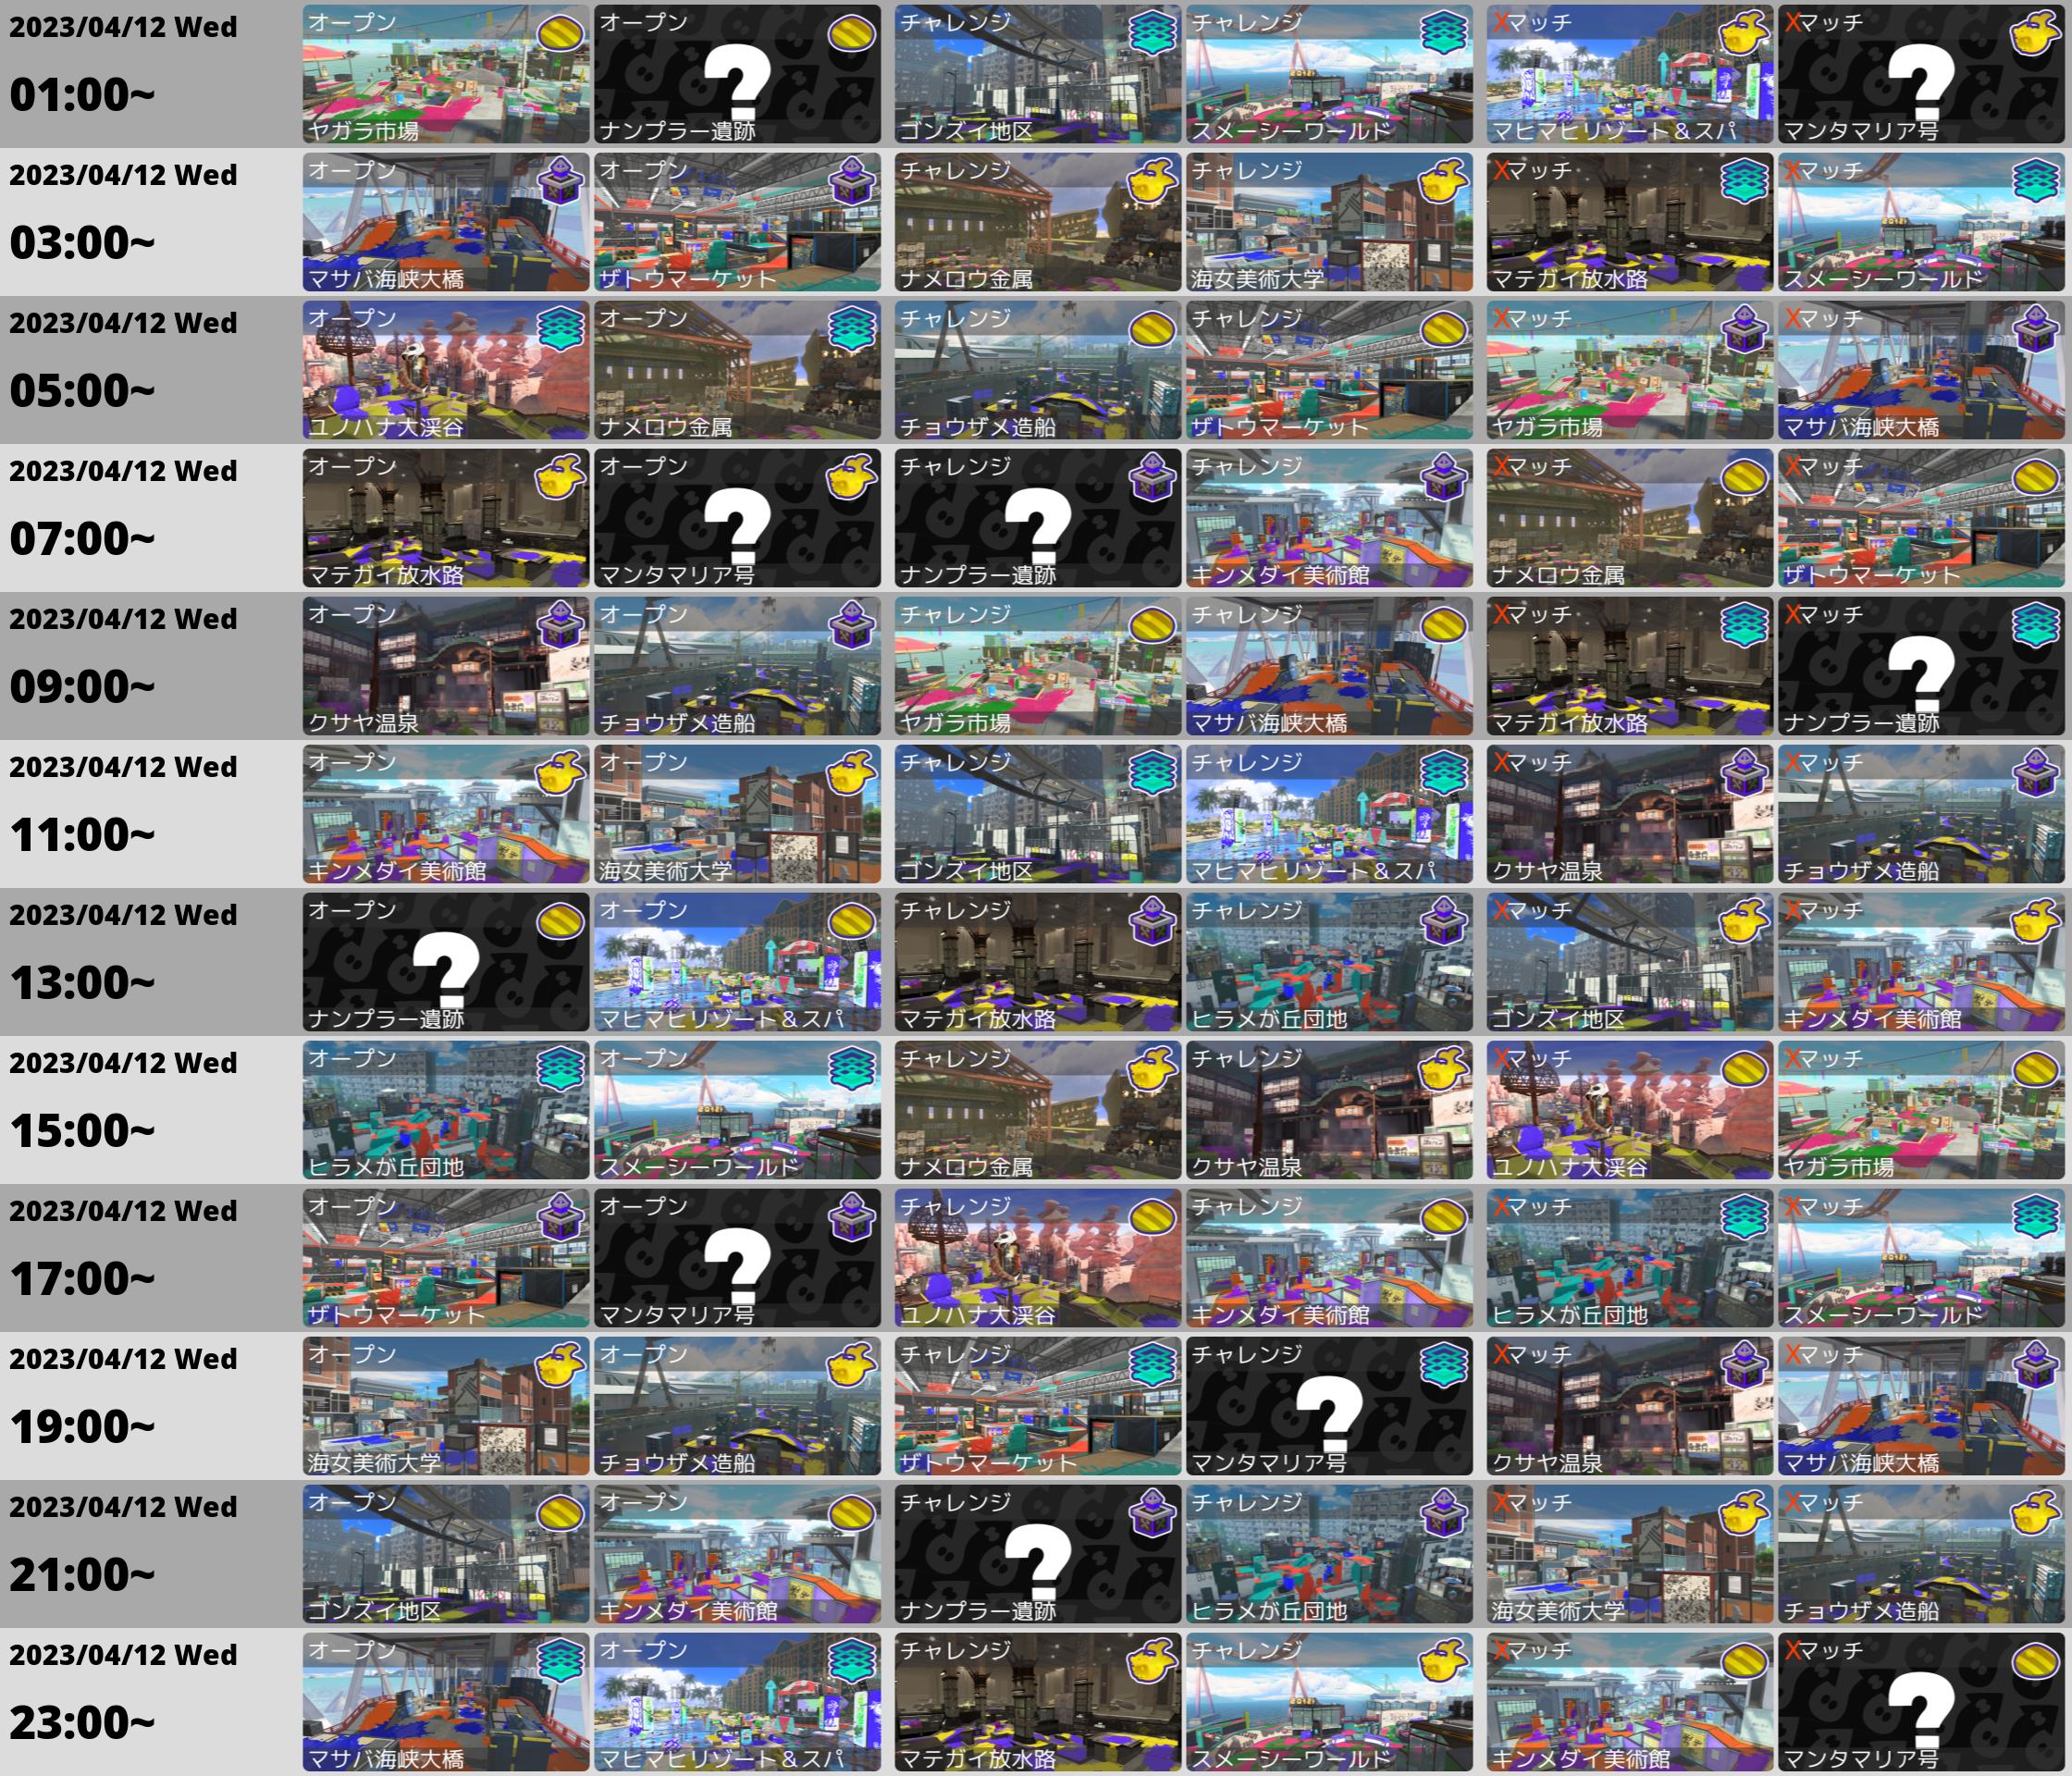 2023/04/12 Wed
01:00~
オープン
ヤガラ市場
オープン
ナンプラー遺跡
チャレンジ
ゴンズイ地区
チャレンジ
スメーシーワールド
Xマッチ
マヒマヒリゾート＆スパ
Xマッチ
マンタマリア号
2023/04/12 Wed
03:00~
オープン
マサバ海峡大橋
オープン
ザトウマーケット
チャレンジ
ナメロウ金属
チャレンジ
海女美術大学
Xマッチ
マテガイ放水路
Xマッチ
スメーシーワールド
2023/04/12 Wed
05:00~
オープン
ユノハナ大渓谷
オープン
ナメロウ金属
チャレンジ
チョウザメ造船
チャレンジ
ザトウマーケット
Xマッチ
ヤガラ市場
Xマッチ
マサバ海峡大橋
2023/04/12 Wed
07:00~
オープン
マテガイ放水路
オープン
マンタマリア号
チャレンジ
ナンプラー遺跡
チャレンジ
キンメダイ美術館
Xマッチ
ナメロウ金属
Xマッチ
ザトウマーケット
2023/04/12 Wed
09:00~
オープン
クサヤ温泉
オープン
チョウザメ造船
チャレンジ
ヤガラ市場
チャレンジ
マサバ海峡大橋
Xマッチ
マテガイ放水路
Xマッチ
ナンプラー遺跡
2023/04/12 Wed
11:00~
オープン
キンメダイ美術館
オープン
海女美術大学
チャレンジ
ゴンズイ地区
チャレンジ
マヒマヒリゾート＆スパ
Xマッチ
クサヤ温泉
Xマッチ
チョウザメ造船
2023/04/12 Wed
13:00~
オープン
ナンプラー遺跡
オープン
マヒマヒリゾート＆スパ
チャレンジ
マテガイ放水路
チャレンジ
ヒラメが丘団地
Xマッチ
ゴンズイ地区
Xマッチ
キンメダイ美術館
2023/04/12 Wed
15:00~
オープン
ヒラメが丘団地
オープン
スメーシーワールド
チャレンジ
ナメロウ金属
チャレンジ
クサヤ温泉
Xマッチ
ユノハナ大渓谷
Xマッチ
ヤガラ市場
2023/04/12 Wed
17:00~
オープン
ザトウマーケット
オープン
マンタマリア号
チャレンジ
ユノハナ大渓谷
チャレンジ
キンメダイ美術館
Xマッチ
ヒラメが丘団地
Xマッチ
スメーシーワールド
2023/04/12 Wed
19:00~
オープン
海女美術大学
オープン
チョウザメ造船
チャレンジ
ザトウマーケット
チャレンジ
マンタマリア号
Xマッチ
クサヤ温泉
Xマッチ
マサバ海峡大橋
2023/04/12 Wed
21:00~
オープン
ゴンズイ地区
オープン
キンメダイ美術館
チャレンジ
ナンプラー遺跡
チャレンジ
ヒラメが丘団地
Xマッチ
海女美術大学
Xマッチ
チョウザメ造船
2023/04/12 Wed
23:00~
オープン
マサバ海峡大橋
オープン
マヒマヒリゾート＆スパ
チャレンジ
マテガイ放水路
チャレンジ
スメーシーワールド
Xマッチ
キンメダイ美術館
Xマッチ
マンタマリア号